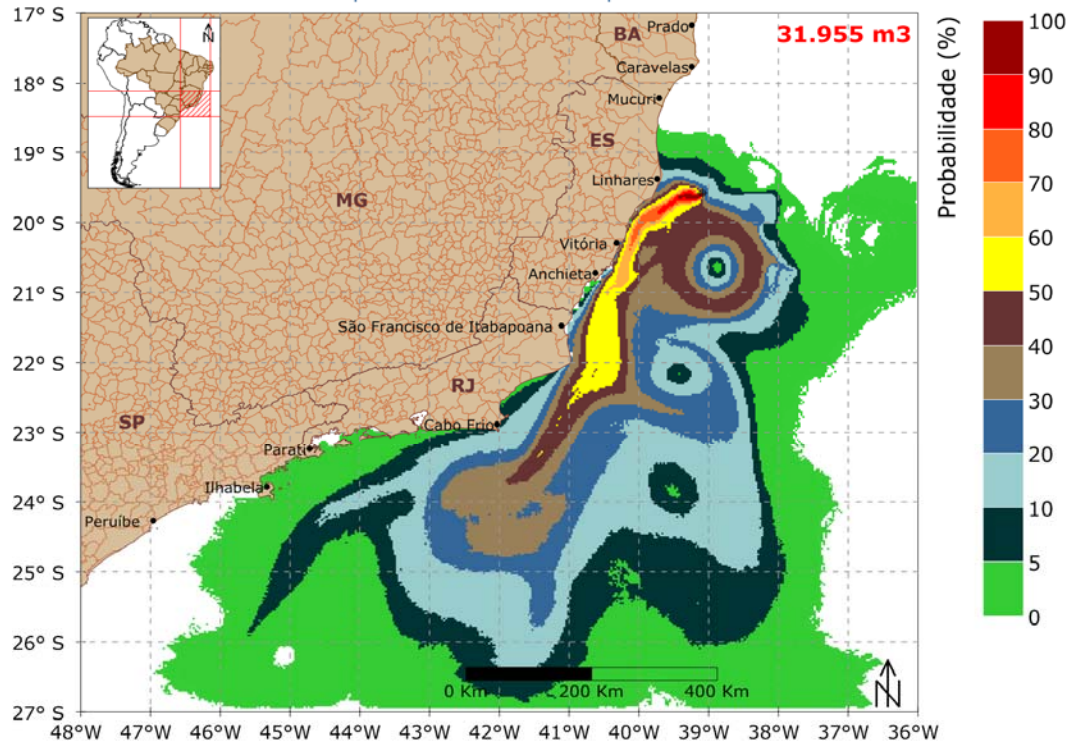 17° S
18° S
19° S
20° S
21° S
22° S
23° S
24° S
25° S
26° S
27° S
48°W
47°W
46°W
45°W
44°W
43°W
42°W
41°W
40°W
39°W
38°W
37°W
36°W
N
31.955 m3
BA
Prado
Caravelas
Mucuri
ES
Linhares
MG
Vitória
Anchieta
São Francisco de Itabapoana
RJ
SP
Cabo Frio
Parati
Ilhabela
Peruíbe
0 Km
200 Km
400 Km
N
Probabilidade (%)
100
90
80
70
60
50
40
30
20
10
5
0